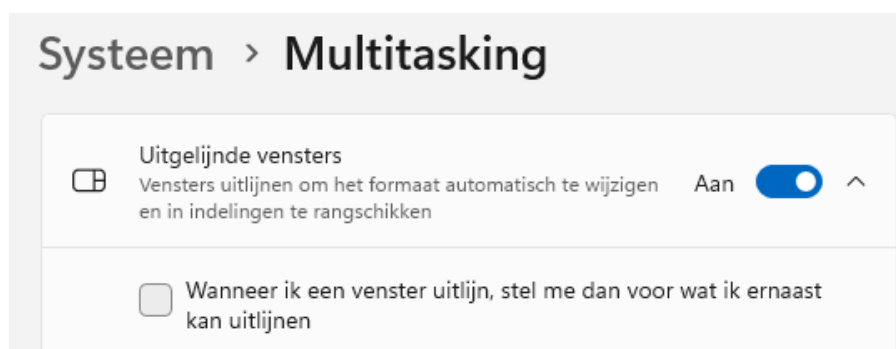 Systeem > Multitasking
Uitgelijnde vensters
Vensters uitlijnen om het formaat automatisch te wijzigen
en in indelingen te rangschikken
Aan
Wanneer ik een venster uitlijn, stel me dan voor wat ik ernaast
kan uitlijnen